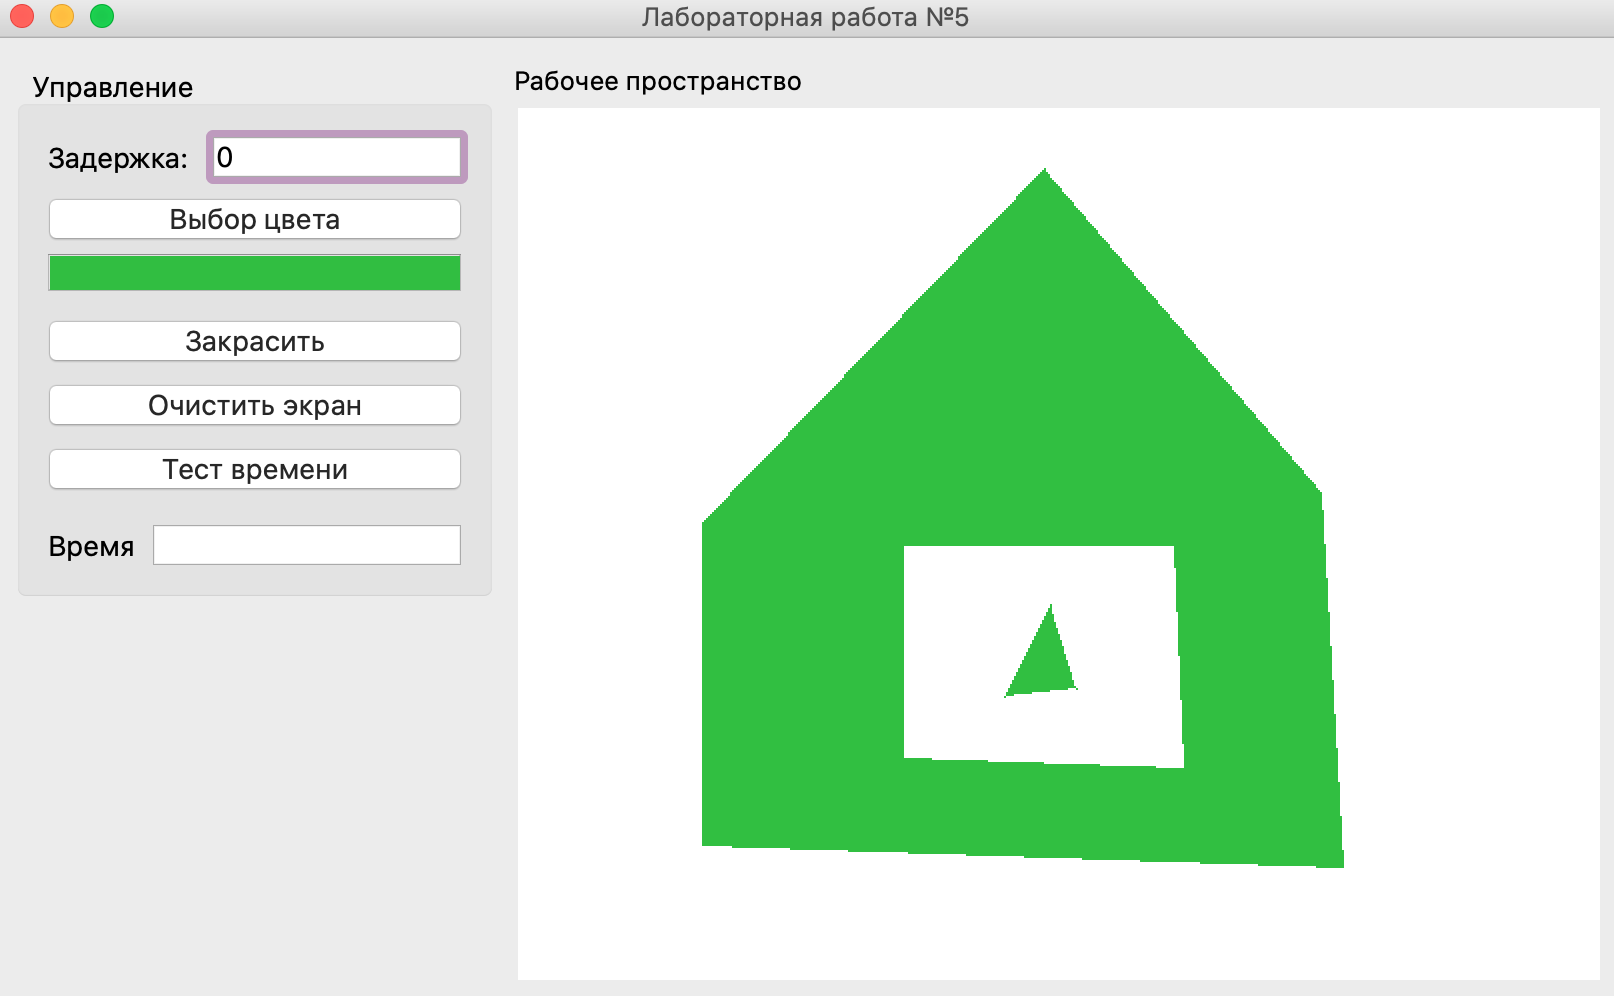 Лабораторная работа №5
Управление
Задержка: 0
Выбор цвета
Закрасить
Очистить экран
Тест времени
Время
Рабочее пространство